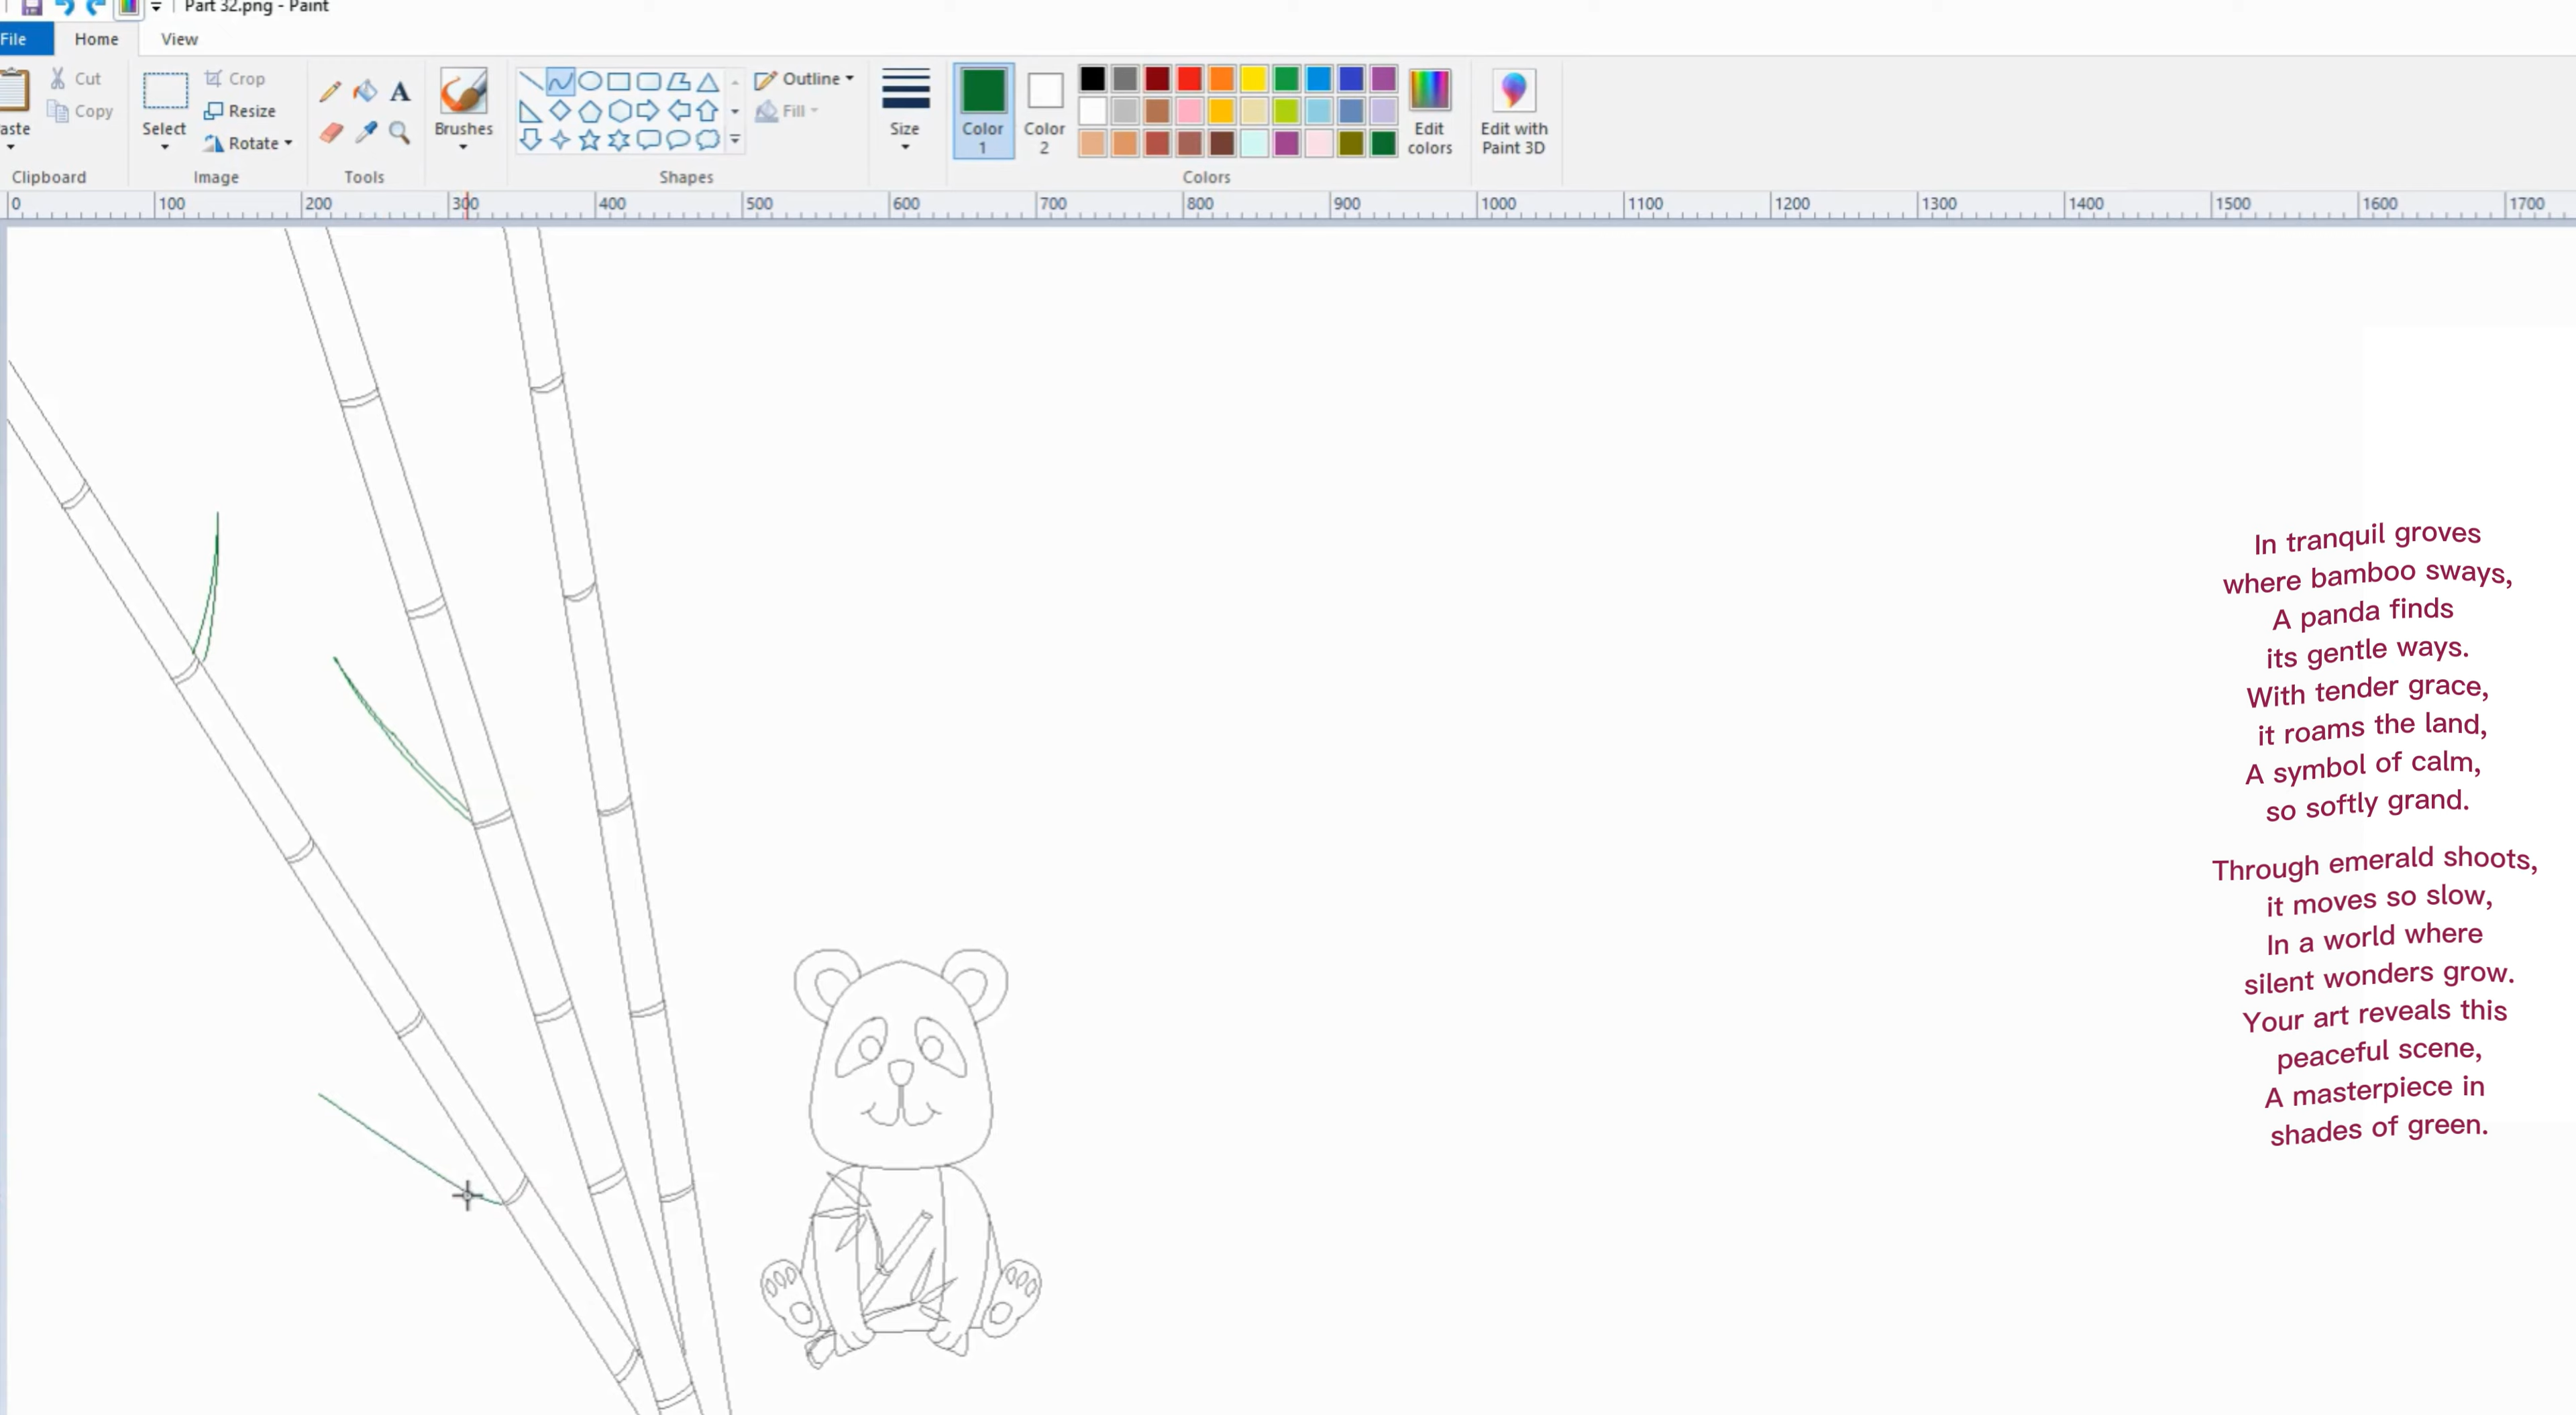 Part 32.png - Paint
File Home View
Cut
Copy
aste
Clipboard
Select
Crop
Resize
Rotate
Image
A
Tools
Brushes
Shapes
Outline
Fill
Size
Color 1
Color 2
Colors
Edit colors
Edit with Paint 3D
0 100 200 300 400 500 600 700 800 900 1000 1100 1200 1300 1400 1500 1600 1700
In tranquil groves
where bamboo sways,
A panda finds
its gentle ways.
With tender grace,
it roams the land,
A symbol of calm,
so softly grand.
Through emerald shoots,
it moves so slow,
In a world where
silent wonders grow.
Your art reveals this
peaceful scene,
A masterpiece in
shades of green.